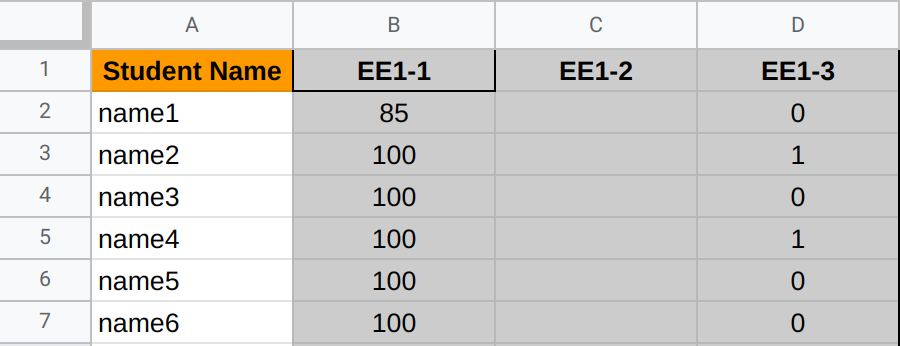 A B C D
1 Student Name EE1-1 EE1-2 EE1-3
2 name1 85 0
3 name2 100 1
4 name3 100 0
5 name4 100 1
6 name5 100 0
7 name6 100 0